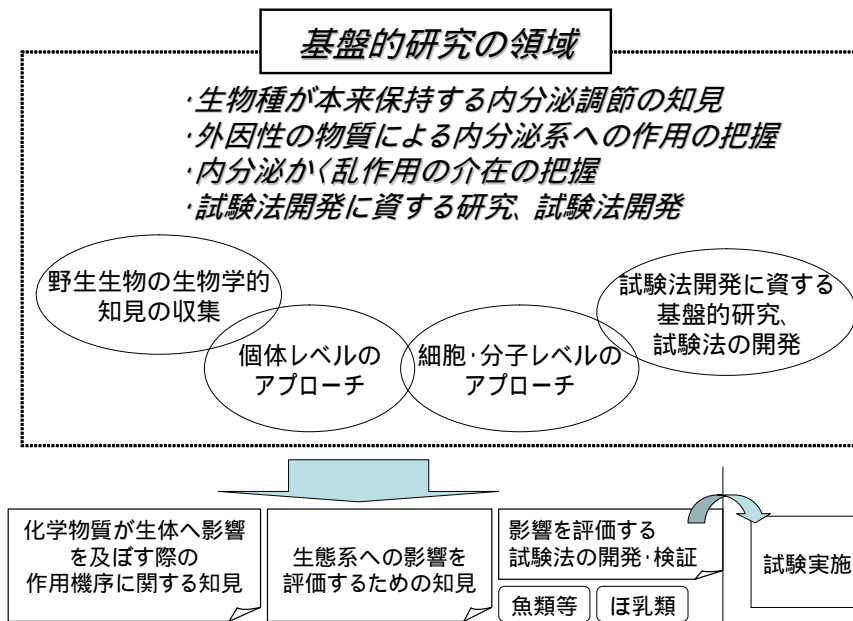 基盤的研究の領域
･生物種が本来保持する内分泌調節の知見
･外因性の物質による内分泌系への作用の把握
･内分泌かく乱作用の介在の把握
･試験法開発に資する研究、試験法開発
野生生物の生物学的
知見の収集
個体レベルの
アプローチ
細胞･分子レベルの
アプローチ
試験法開発に資する
基盤的研究、
試験法の開発
化学物質が生体へ影響
を及ぼす際の
作用機序に関する知見
生態系への影響を
評価するための知見
影響を評価する
試験法の開発･検証
魚類等
ほ乳類
試験実施